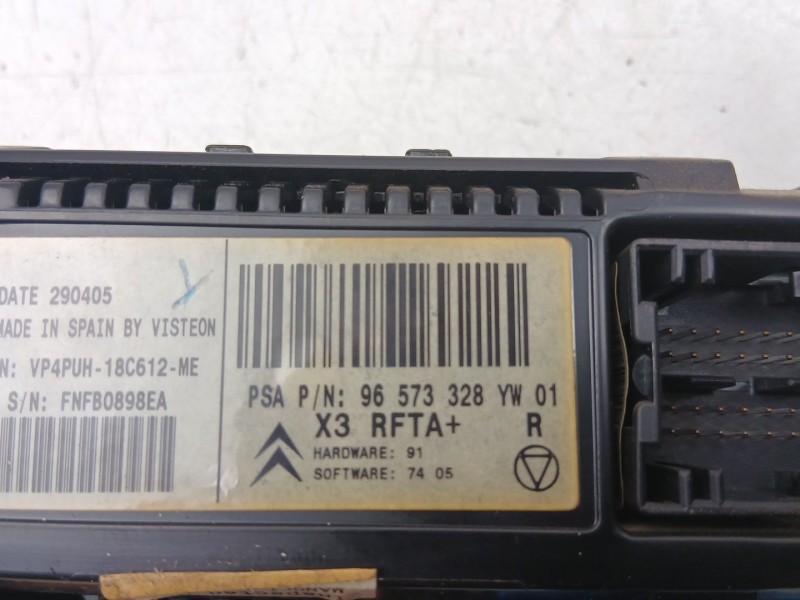 DATE 290405
MADE IN SPAIN BY VISTEON
N: VP4PUH-18C612-ME
S/N: FNFB0898EA
PSA P/N: 96 573 328 YW 01
X3 RFTA+ R
HARDWARE: 91
SOFTWARE: 74 05